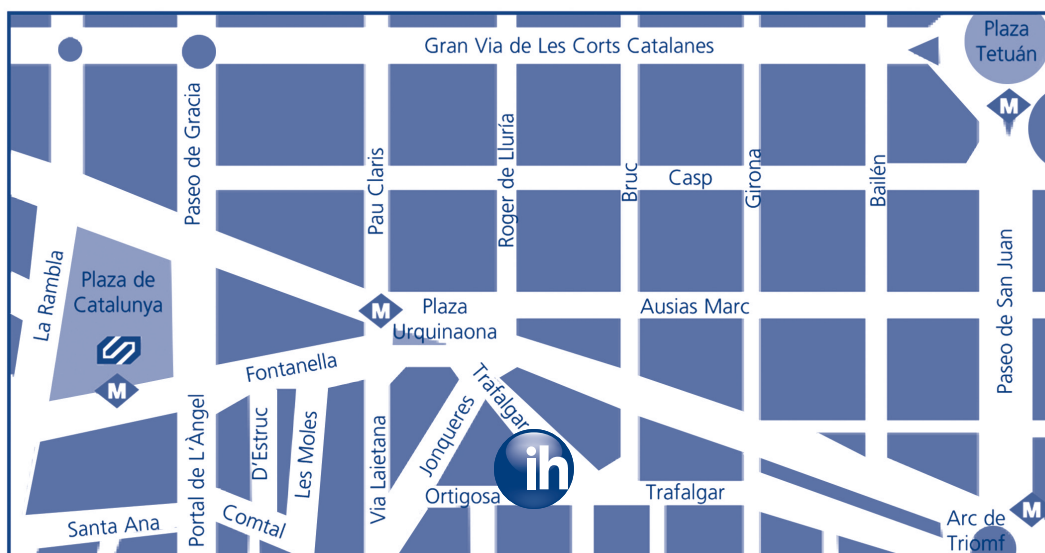 Gran Via de Les Corts Catalanes
Plaza
Tetuán
M
Paseo de Gracia
Pau Claris
Roger de Lluría
Bruc
Casp
Girona
Bailén
La Rambla
Plaza de
Catalunya
M
M
Plaza
Urquinaona
Ausias Marc
Paseo de San Juan
Fontanella
Trafalgar
Portal de L'Àngel
D'Estruc
Les Moles
Via Laietana
Jonqueres
ih
Ortigosa
Trafalgar
Santa Ana
Comtal
M
Arc de
Triomf